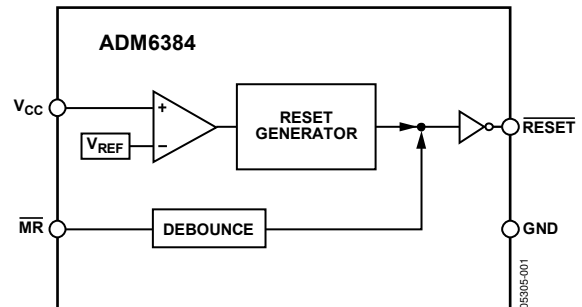 ADM6384
VCC
+
VREF
–
RESET
GENERATOR
RESET
MR
DEBOUNCE
GND
05305-001